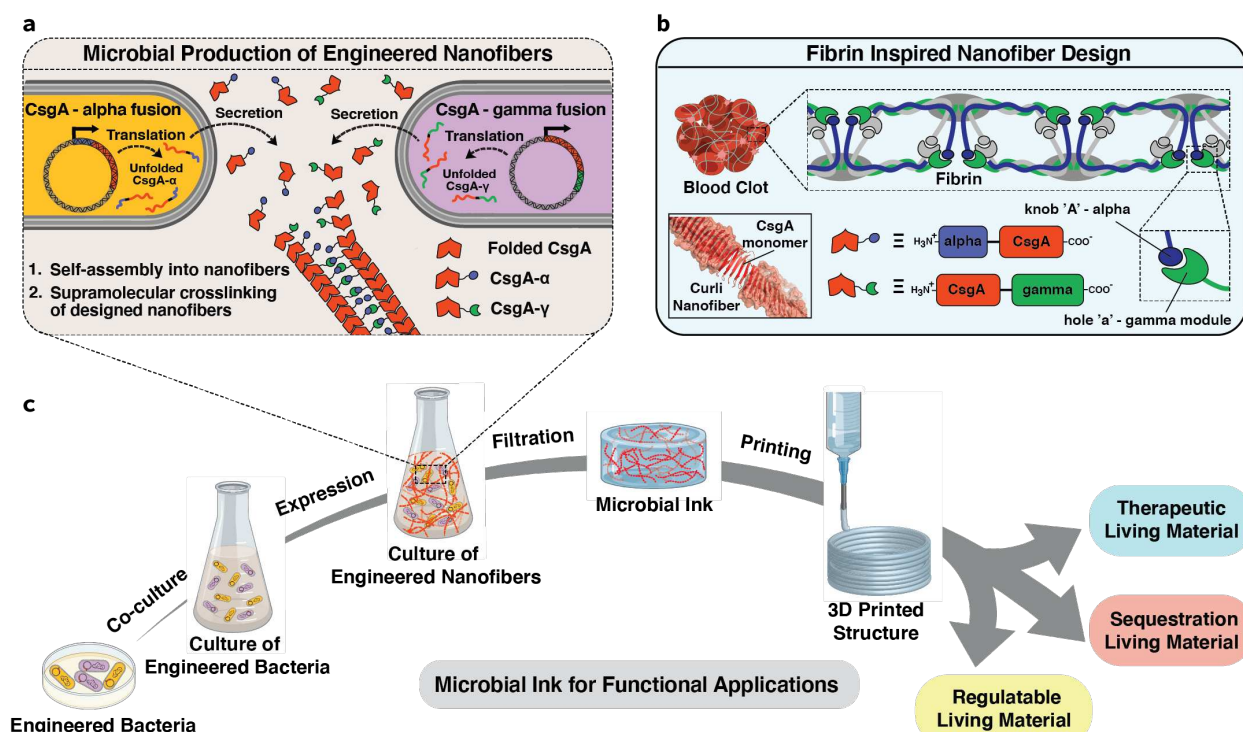 a
Microbial Production of Engineered Nanofibers
CsgA - alpha fusion
Translation
Unfolded
CsgA-α
Secretion
Secretion
CsgA - gamma fusion
Translation
Unfolded
CsgA-γ
1. Self-assembly into nanofibers
2. Supramolecular crosslinking
of designed nanofibers
Folded CsgA
CsgA-α
CsgA-γ
b
Fibrin Inspired Nanofiber Design
Blood Clot
Fibrin
CsgA
monomer
Curli
Nanofiber
knob 'A' - alpha
≡ H₃N⁺ alpha CsgA COO⁻
≡ H₃N⁺ CsgA gamma COO⁻
hole 'a' - gamma module
c
Engineered Bacteria
Co-culture
Culture of
Engineered Bacteria
Expression
Culture of
Engineered Nanofibers
Filtration
Microbial Ink
Printing
3D Printed
Structure
Therapeutic
Living Material
Sequestration
Living Material
Regulatable
Living Material
Microbial Ink for Functional Applications